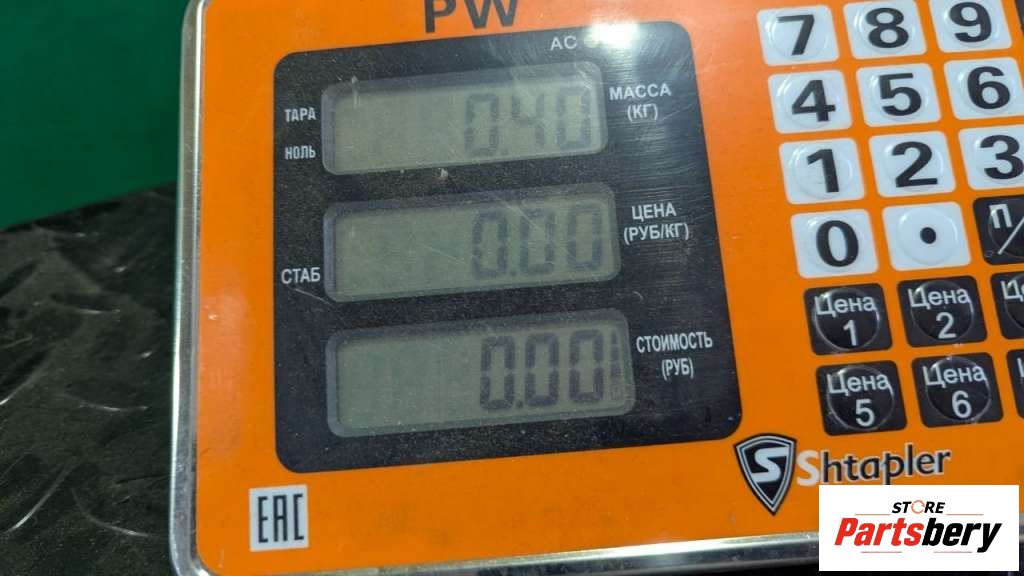 PW
AC
ТАРА
НОЛЬ
0.40
МАССА
(КГ)
СТАБ
0.00
ЦЕНА
(РУБ/КГ)
0.00
СТОИМОСТЬ
(РУБ)
7 8 9
4 5 6
1 2 3
0 .
Цена
1
Цена
2
Цена
5
Цена
6
EAC
S Shtapler
STORE
Partsbery